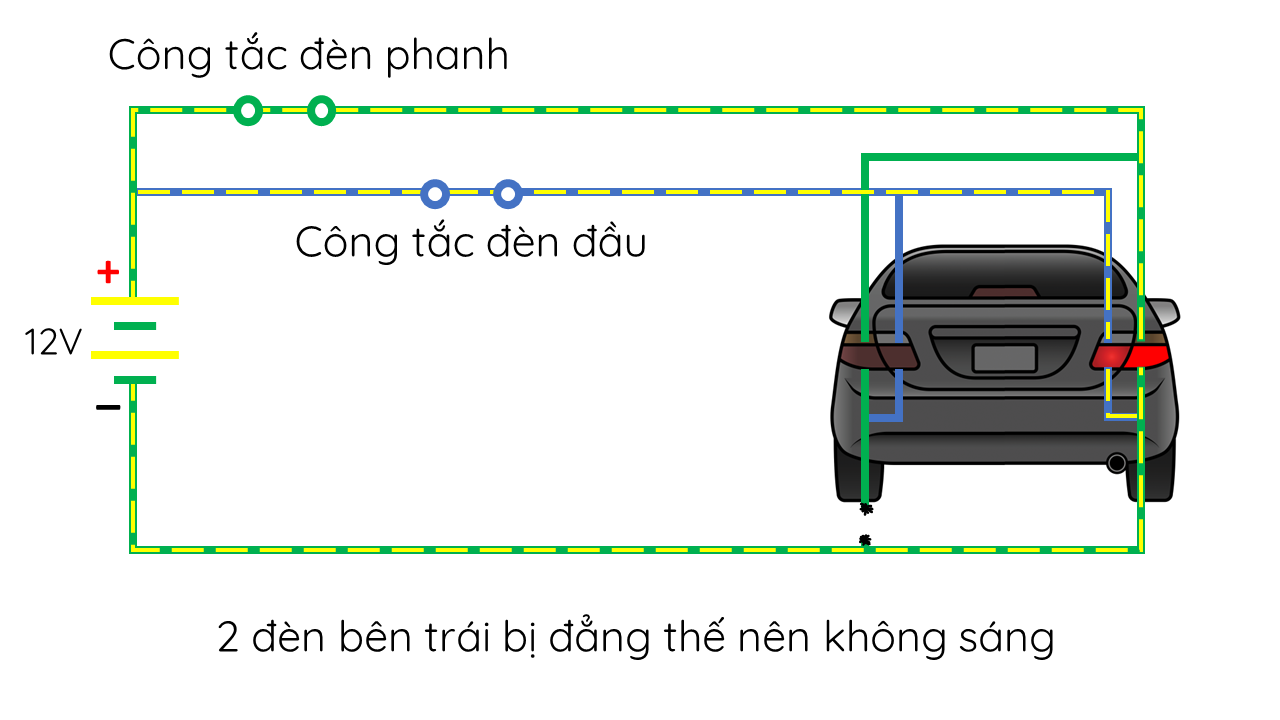 Công tắc đèn phanh
Công tắc đèn đầu
+
12V
−
2 đèn bên trái bị đẳng thế nên không sáng